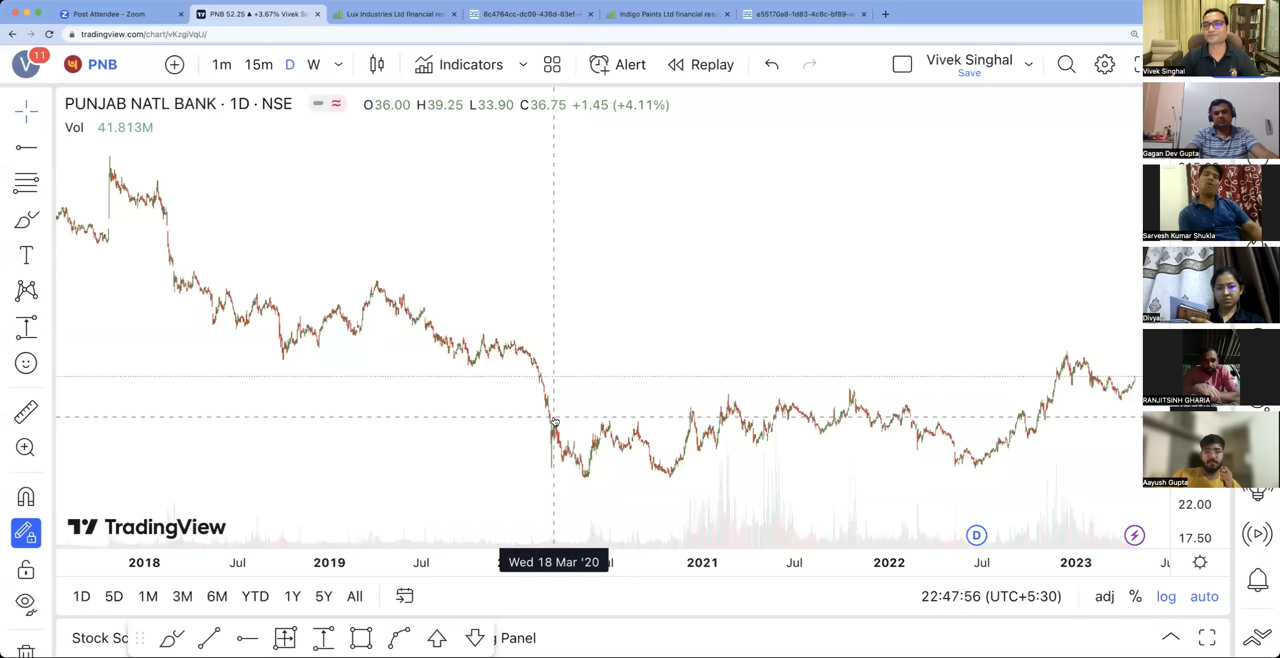 Post Attendee - Zoom
PNB 52.25 ▲ +3.67% Vivek Si
Lux Industries Ltd financial res
8c4764cc-dc09-436d-83ef-
Indigo Paints Ltd financial res
e55170a8-1d83-4c8c-bf89-
tradingview.com/chart/vKzgiVqU/
11
V
PNB
1m 15m D W
Indicators
Alert
Replay
Vivek Singhal
Save
PUNJAB NATL BANK · 1D · NSE
O36.00 H39.25 L33.90 C36.75 +1.45 (+4.11%)
Vol 41.813M
Vivek Singhal
Gagan Dev Gupta
Sarvesh Kumar Shukla
Divya
RANJITSINH GHARIA
Aayush Gupta
22.00
17.50
TradingView
D
2018 Jul 2019 Jul Wed 18 Mar '20 2021 Jul 2022 Jul 2023
1D 5D 1M 3M 6M YTD 1Y 5Y All
22:47:56 (UTC+5:30)
adj % log auto
Stock Sc
g Panel